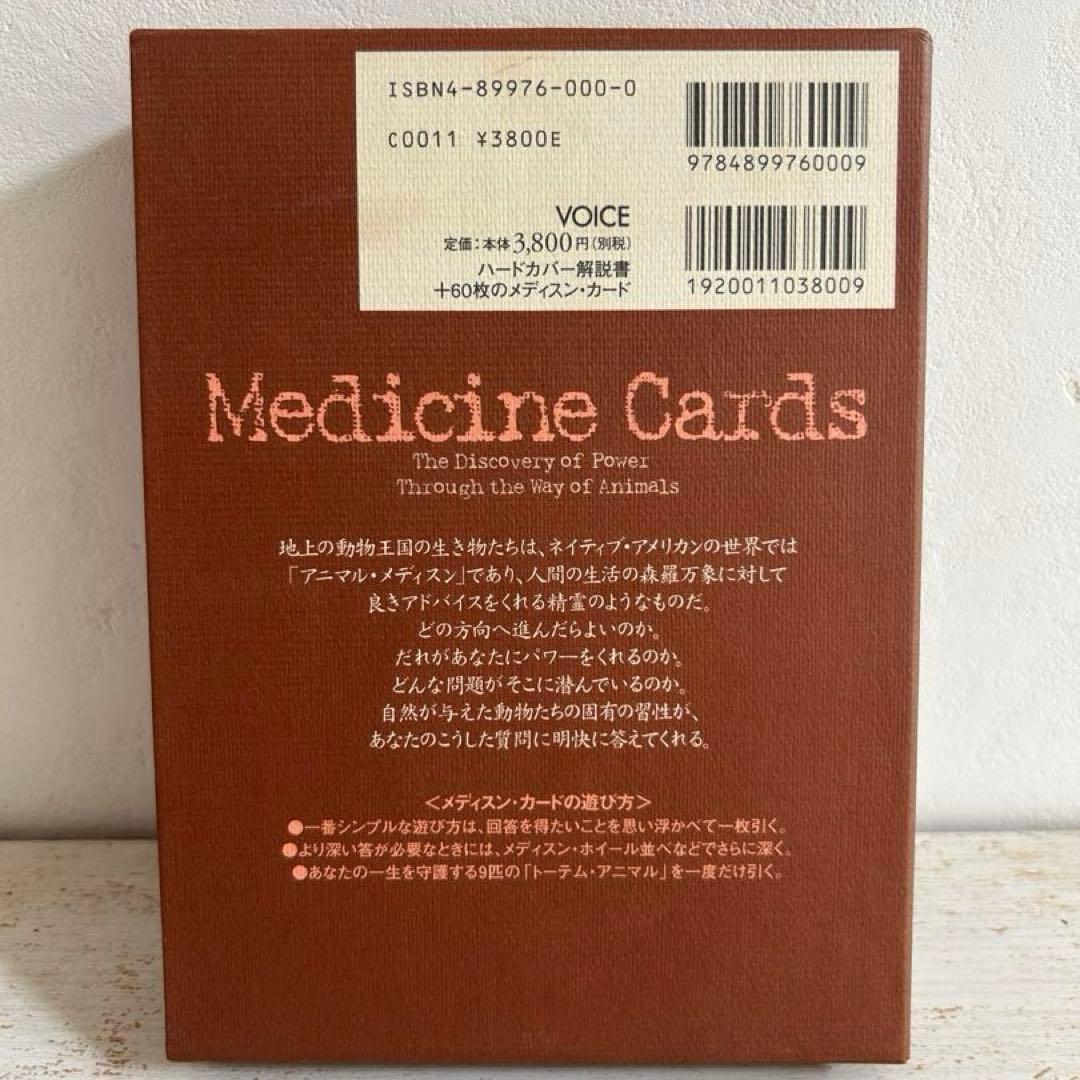 ISBN4-89976-000-0
C0011 ¥3800E
9784899760009
VOICE
定価：本体3,800円（別税）
ハードカバー解説書
＋60枚のメディスン・カード
1920011038009
Medicine Cards
The Discovery of Power
Through the Way of Animals
地上の動物王国の生き物たちは、ネイティブ・アメリカンの世界では
「アニマル・メディスン」であり、人間の生活の森羅万象に対して
良きアドバイスをくれる精霊のようなものだ。
どの方向へ進んだらよいのか。
だれがあなたにパワーをくれるのか。
どんな問題がそこに潜んでいるのか。
自然が与えた動物たちの固有の習性が、
あなたのこうした質問に明快に答えてくれる。
＜メディスン・カードの遊び方＞
●一番シンプルな遊び方は、回答を得たいことを思い浮かべて一枚引く。
●より深い答が必要なときには、メディスン・ホイール並べなどでさらに深く。
●あなたの一生を守護する9匹の「トーテム・アニマル」を一度だけ引く。